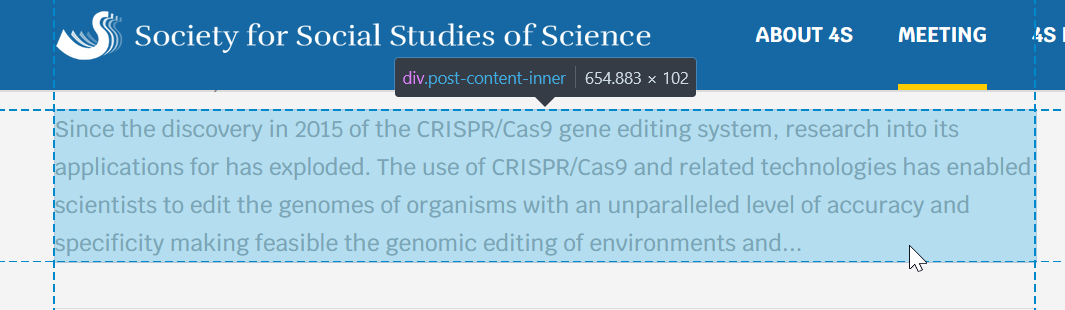 Society for Social Studies of Science
ABOUT 4S
MEETING
4S
div.post-content-inner 654.883 × 102
Since the discovery in 2015 of the CRISPR/Cas9 gene editing system, research into its
applications for has exploded. The use of CRISPR/Cas9 and related technologies has enabled
scientists to edit the genomes of organisms with an unparalleled level of accuracy and
specificity making feasible the genomic editing of environments and...